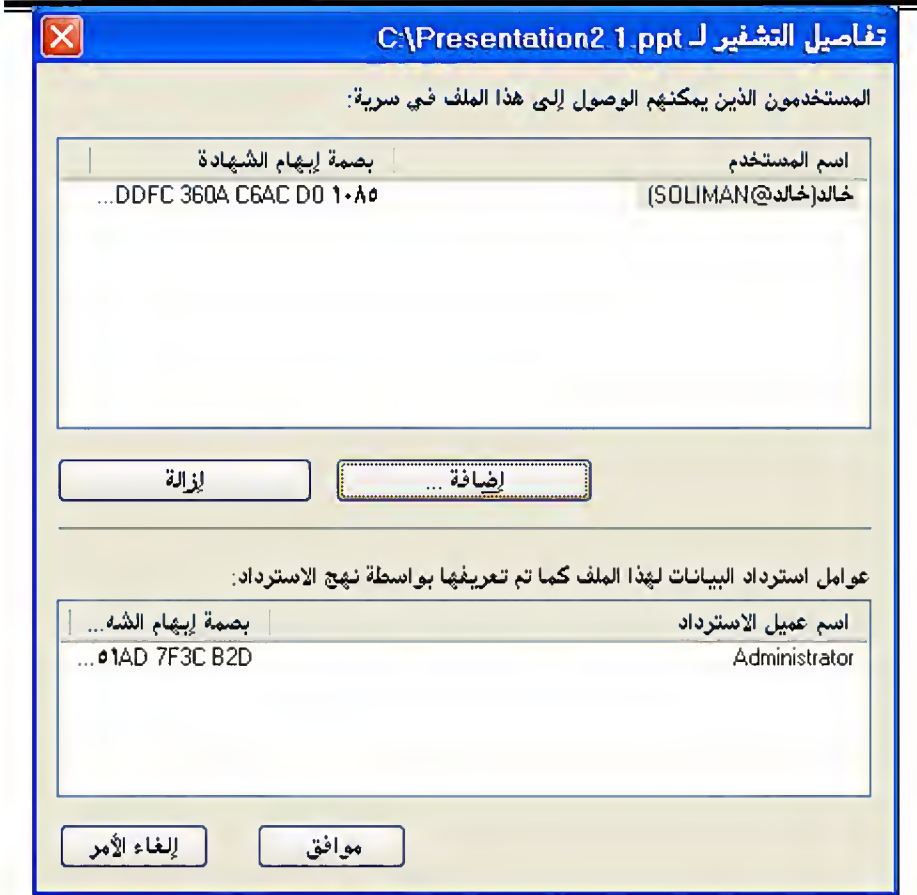 تفاصيل التشفير لـ C:\Presentation2 1.ppt
المستخدمون الذين يمكنهم الوصول إلى هذا الملف في سرية:
اسم المستخدم بصمة إبهام الشهادة
خالد(خالد@SOLIMAN) ١٠٨٥ DDFC 360A C6AC D0...
إضافة ... إزالة
عوامل استرداد البيانات لهذا الملف كما تم تعريفها بواسطة نهج الاسترداد:
اسم عميل الاسترداد بصمة إبهام الشه...
Administrator ٥١AD 7F3C B2D...
موافق إلغاء الأمر